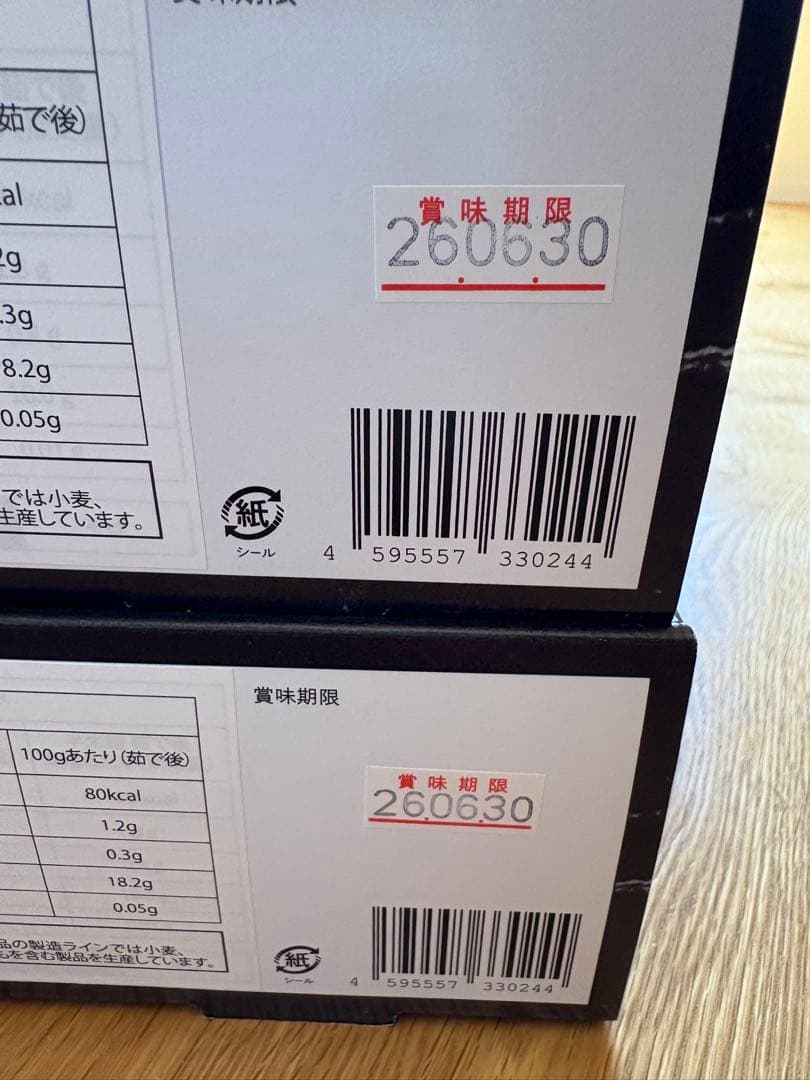 賞味期限
茹で後)
al
2g
.3g
8.2g
0.05g
では小麦、
生産しています。
賞味期限
260630
紙
シール
4 595557 330244
賞味期限
100gあたり(茹で後)
80kcal
1.2g
0.3g
18.2g
0.05g
品の製造ラインでは小麦、
を含む製品を生産しています。
賞味期限
260630
紙
シール
4 595557 330244